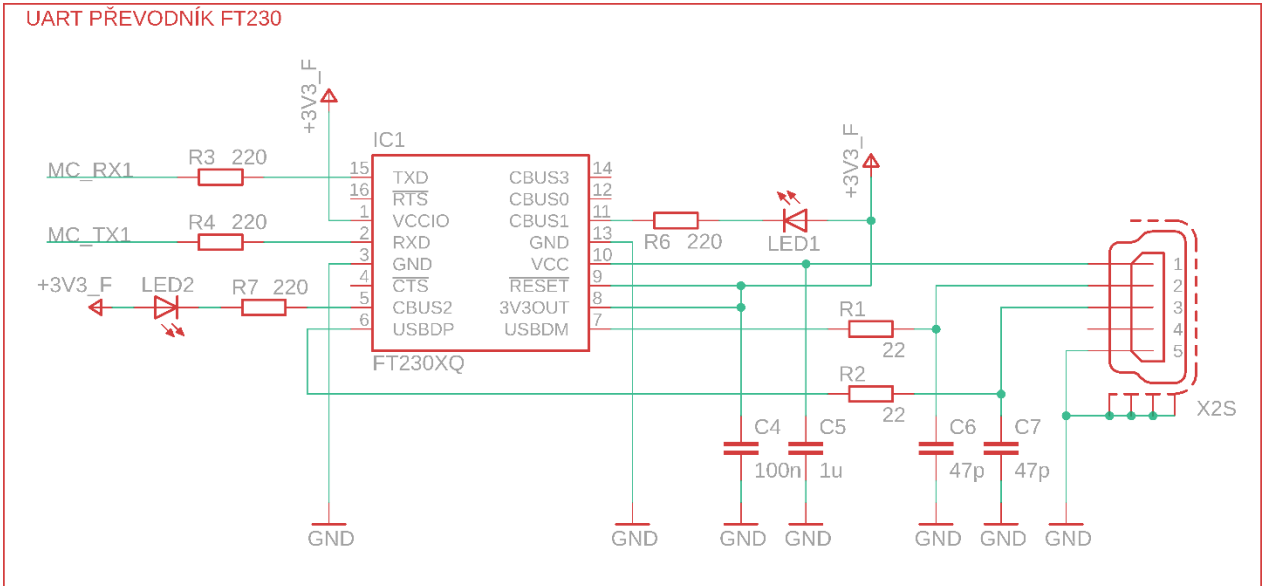 UART PŘEVODNÍK FT230
+3V3_F
IC1
+3V3_F
MC_RX1
R3 220
15
TXD
CBUS3
14
16
RTS
CBUS0
12
1
VCCIO
CBUS1
11
R6 220
LED1
MC_TX1
R4 220
2
RXD
GND
13
3
GND
VCC
10
4
CTS
RESET
9
+3V3_F
LED2
R7 220
5
CBUS2
3V3OUT
8
6
USBDP
USBDM
7
FT230XQ
R1
22
R2
22
1
2
3
4
5
X2S
C4
100n
C5
1u
C6
47p
C7
47p
GND
GND
GND
GND
GND
GND
GND